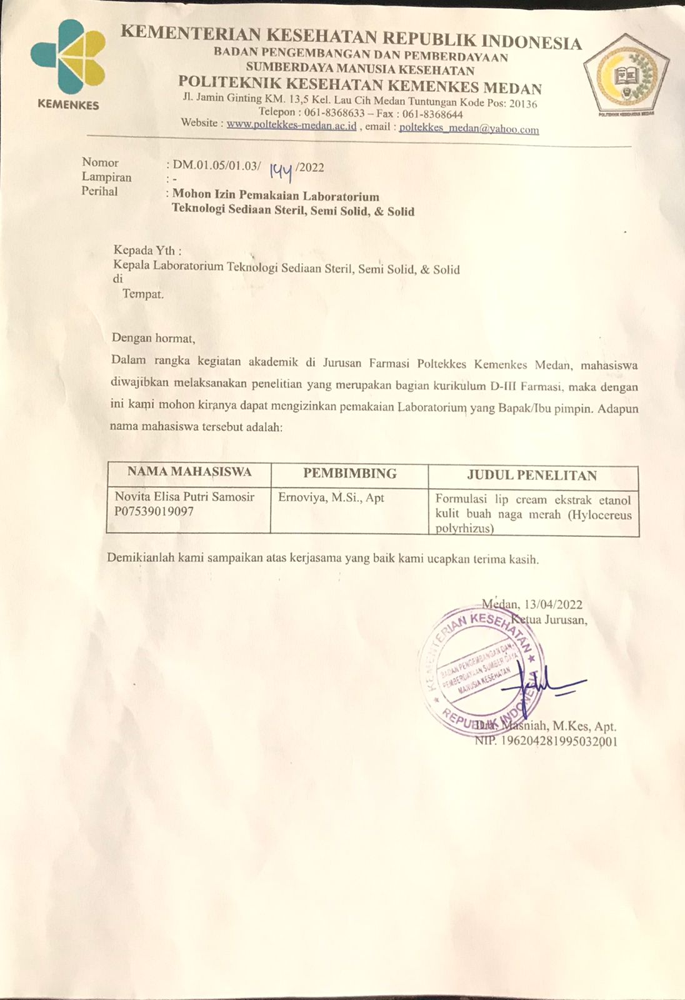 KEMENTERIAN KESEHATAN REPUBLIK INDONESIA
BADAN PENGEMBANGAN DAN PEMBERDAYAAN
SUMBERDAYA MANUSIA KESEHATAN
POLITEKNIK KESEHATAN KEMENKES MEDAN
Jl. Jamin Ginting KM. 13,5 Kel. Lau Cih Medan Tuntungan Kode Pos: 20136
Telepon : 061-8368633 – Fax : 061-8368644
Website : www.poltekkes-medan.ac.id , email : poltekkes_medan@yahoo.com
KEMENKES
POLITEKNIK KESEHATAN MEDAN
Nomor : DM.01.05/01.03/ 144 /2022
Lampiran : -
Perihal : Mohon Izin Pemakaian Laboratorium
Teknologi Sediaan Steril, Semi Solid, & Solid
Kepada Yth :
Kepala Laboratorium Teknologi Sediaan Steril, Semi Solid, & Solid
di
Tempat.
Dengan hormat,
Dalam rangka kegiatan akademik di Jurusan Farmasi Poltekkes Kemenkes Medan, mahasiswa
diwajibkan melaksanakan penelitian yang merupakan bagian kurikulum D-III Farmasi, maka dengan
ini kami mohon kiranya dapat mengizinkan pemakaian Laboratorium yang Bapak/Ibu pimpin. Adapun
nama mahasiswa tersebut adalah:
NAMA MAHASISWA PEMBIMBING JUDUL PENELITAN
Novita Elisa Putri Samosir Ernoviya, M.Si., Apt Formulasi lip cream ekstrak etanol
P07539019097 kulit buah naga merah (Hylocereus
polyrhizus)
Demikianlah kami sampaikan atas kerjasama yang baik kami ucapkan terima kasih.
Medan, 13/04/2022
Ketua Jurusan,
KEMENTERIAN KESEHATAN
BADAN PENGEMBANGAN DAN
PEMBERDAYAAN SUMBER DAYA
MANUSIA KESEHATAN
REPUBLIK INDONESIA
Dra. Masniah, M.Kes, Apt.
NIP. 196204281995032001